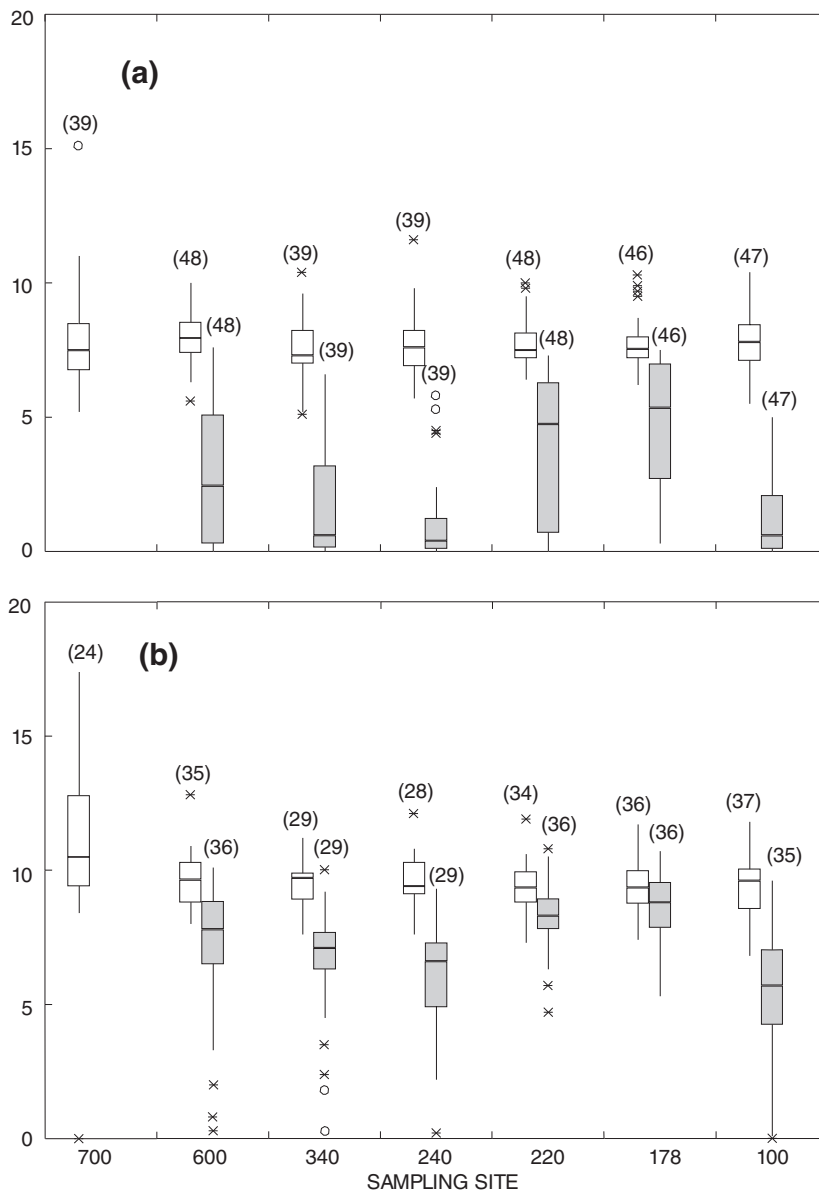 20
(a)
(39)
15
(39)
(48) (39) (48) (46) (47)
10
(48) (39) (39) (48) (46) (47)
5
0
20
(24) (b)
15
(35) (29) (28) (34) (36) (37)
(36) (29) (29) (36) (36) (35)
10
5
0
700 600 340 240 220 178 100
SAMPLING SITE